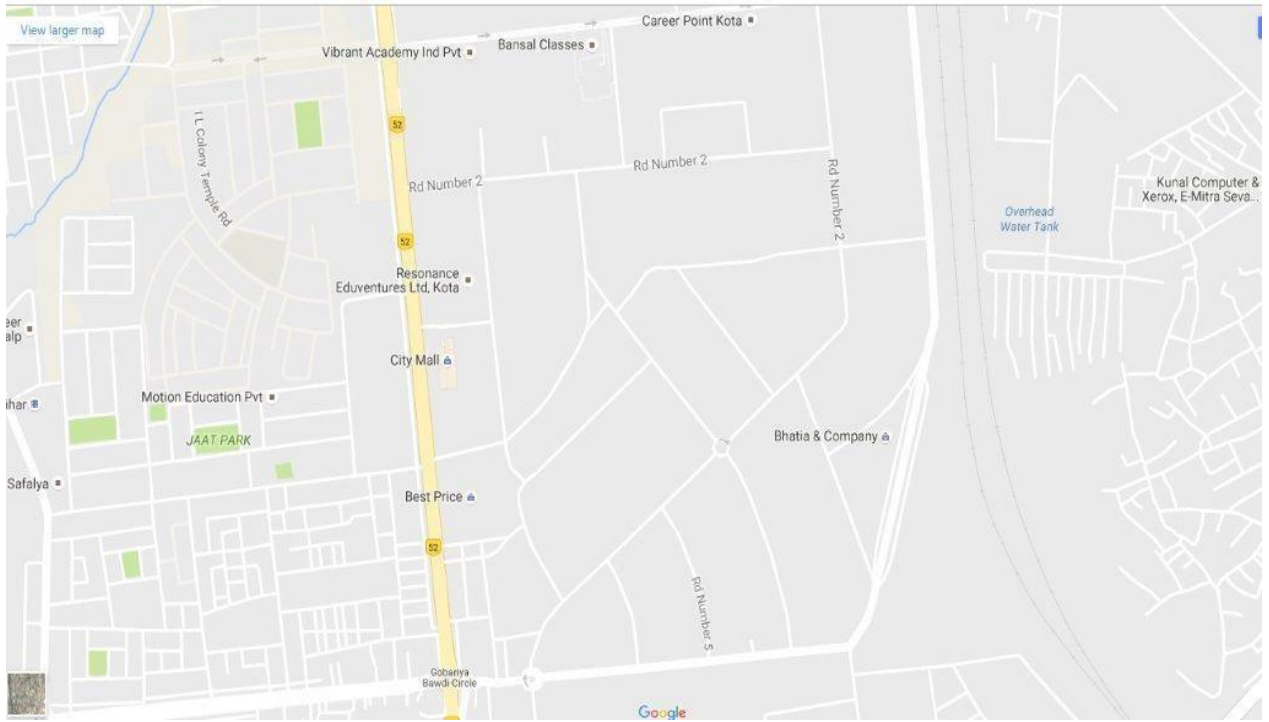 View larger map
Career Point Kota
Bansal Classes
Vibrant Academy Ind Pvt
52
I L Colony Temple Rd
Rd Number 2
Rd Number 2
Rd Number 2
Kunal Computer &
Xerox, E-Mitra Seva...
Overhead
Water Tank
52
Resonance
Eduventures Ltd, Kota
eer
alp
City Mall
Motion Education Pvt
ihar
JAAT PARK
Bhatia & Company
Safalya
Best Price
52
Rd Number 5
Gobariya
Bawdi Circle
Google